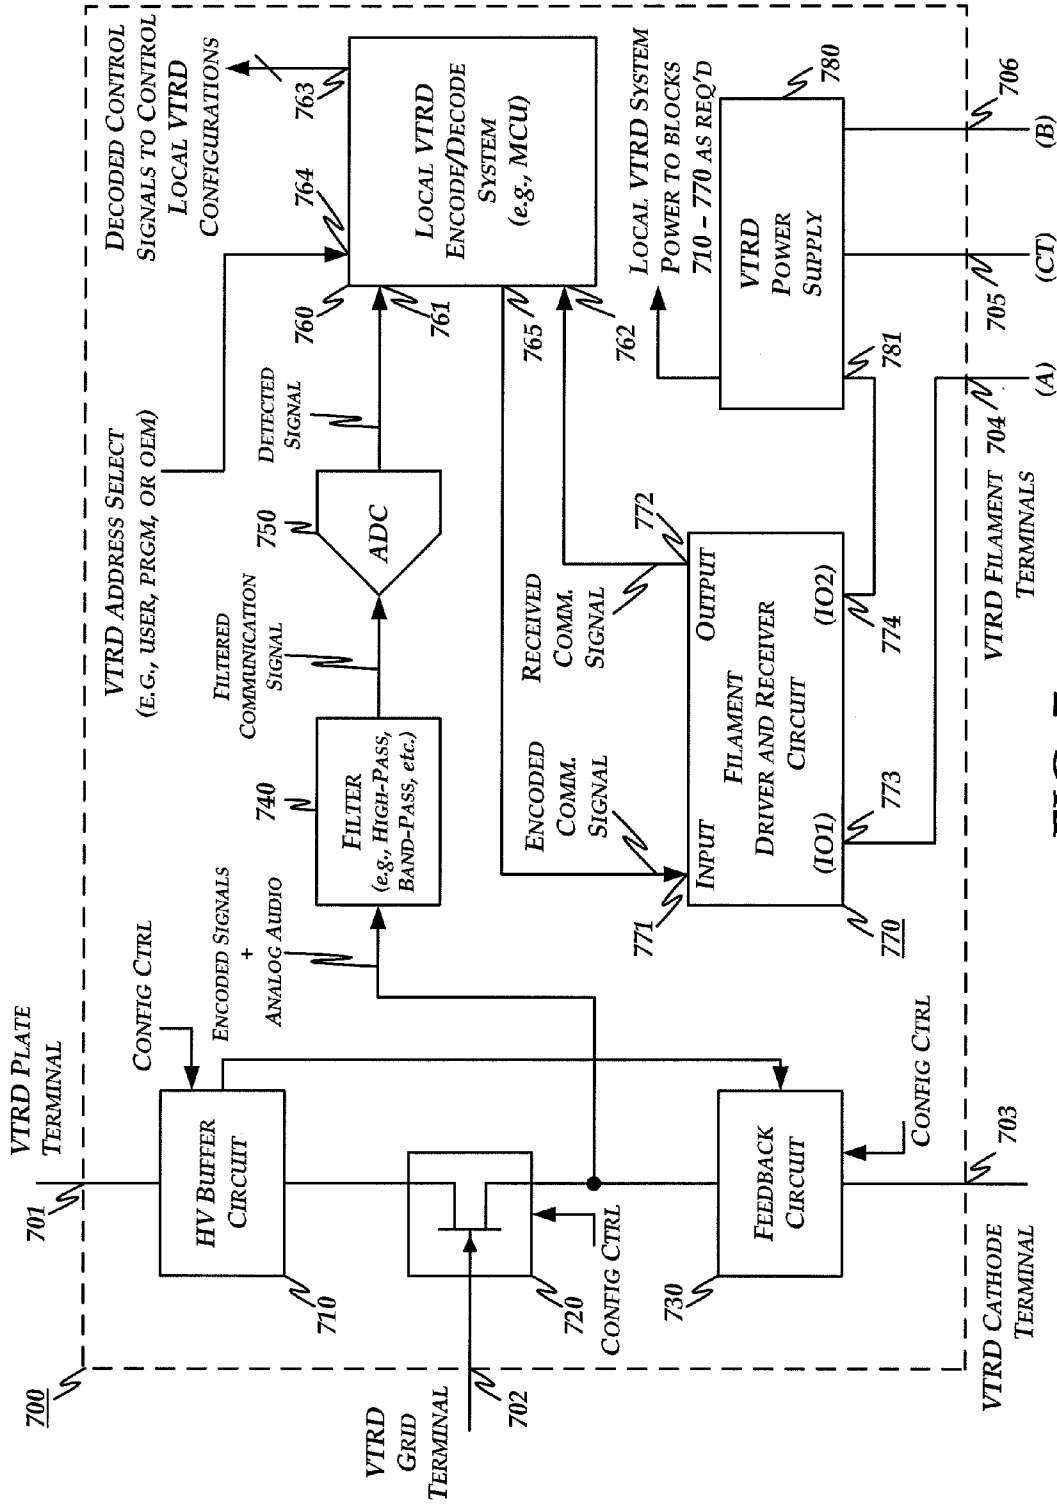 700
VTRD PLATE
TERMINAL
701
CONFIG CTRL
HV BUFFER
CIRCUIT
710
VTRD
GRID
TERMINAL
702
720
CONFIG CTRL
FEEDBACK
CIRCUIT
730
CONFIG CTRL
VTRD CATHODE
TERMINAL
703
ENCODED SIGNALS
+
ANALOG AUDIO
740
FILTER
(e.g., HIGH-PASS,
BAND-PASS, etc.)
FILTERED
COMMUNICATION
SIGNAL
750
ADC
DETECTED
SIGNAL
VTRD ADDRESS SELECT
(E.G., USER, PRGM, OR OEM)
DECODED CONTROL
SIGNALS TO CONTROL
LOCAL VTRD
CONFIGURATIONS
760
764
763
761
LOCAL VTRD
ENCODE/DECODE
SYSTEM
(e.g., MCU)
765
762
ENCODED
COMM.
SIGNAL
RECEIVED
COMM.
SIGNAL
771
772
INPUT
OUTPUT
FILAMENT
DRIVER AND RECEIVER
CIRCUIT
(IO1)
(IO2)
770
773
774
LOCAL VTRD SYSTEM
POWER TO BLOCKS
710 – 770 AS REQ'D
VTRD
POWER
SUPPLY
780
781
VTRD FILAMENT
TERMINALS
704
705
706
(A)
(CT)
(B)